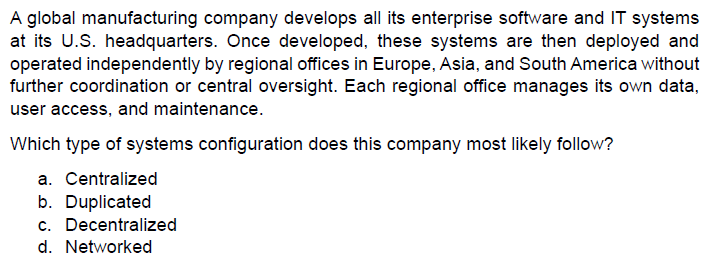 A global manufacturing company develops all its enterprise software and IT systems
at its U.S. headquarters. Once developed, these systems are then deployed and
operated independently by regional offices in Europe, Asia, and South America without
further coordination or central oversight. Each regional office manages its own data,
user access, and maintenance.
Which type of systems configuration does this company most likely follow?
a. Centralized
b. Duplicated
c. Decentralized
d. Networked